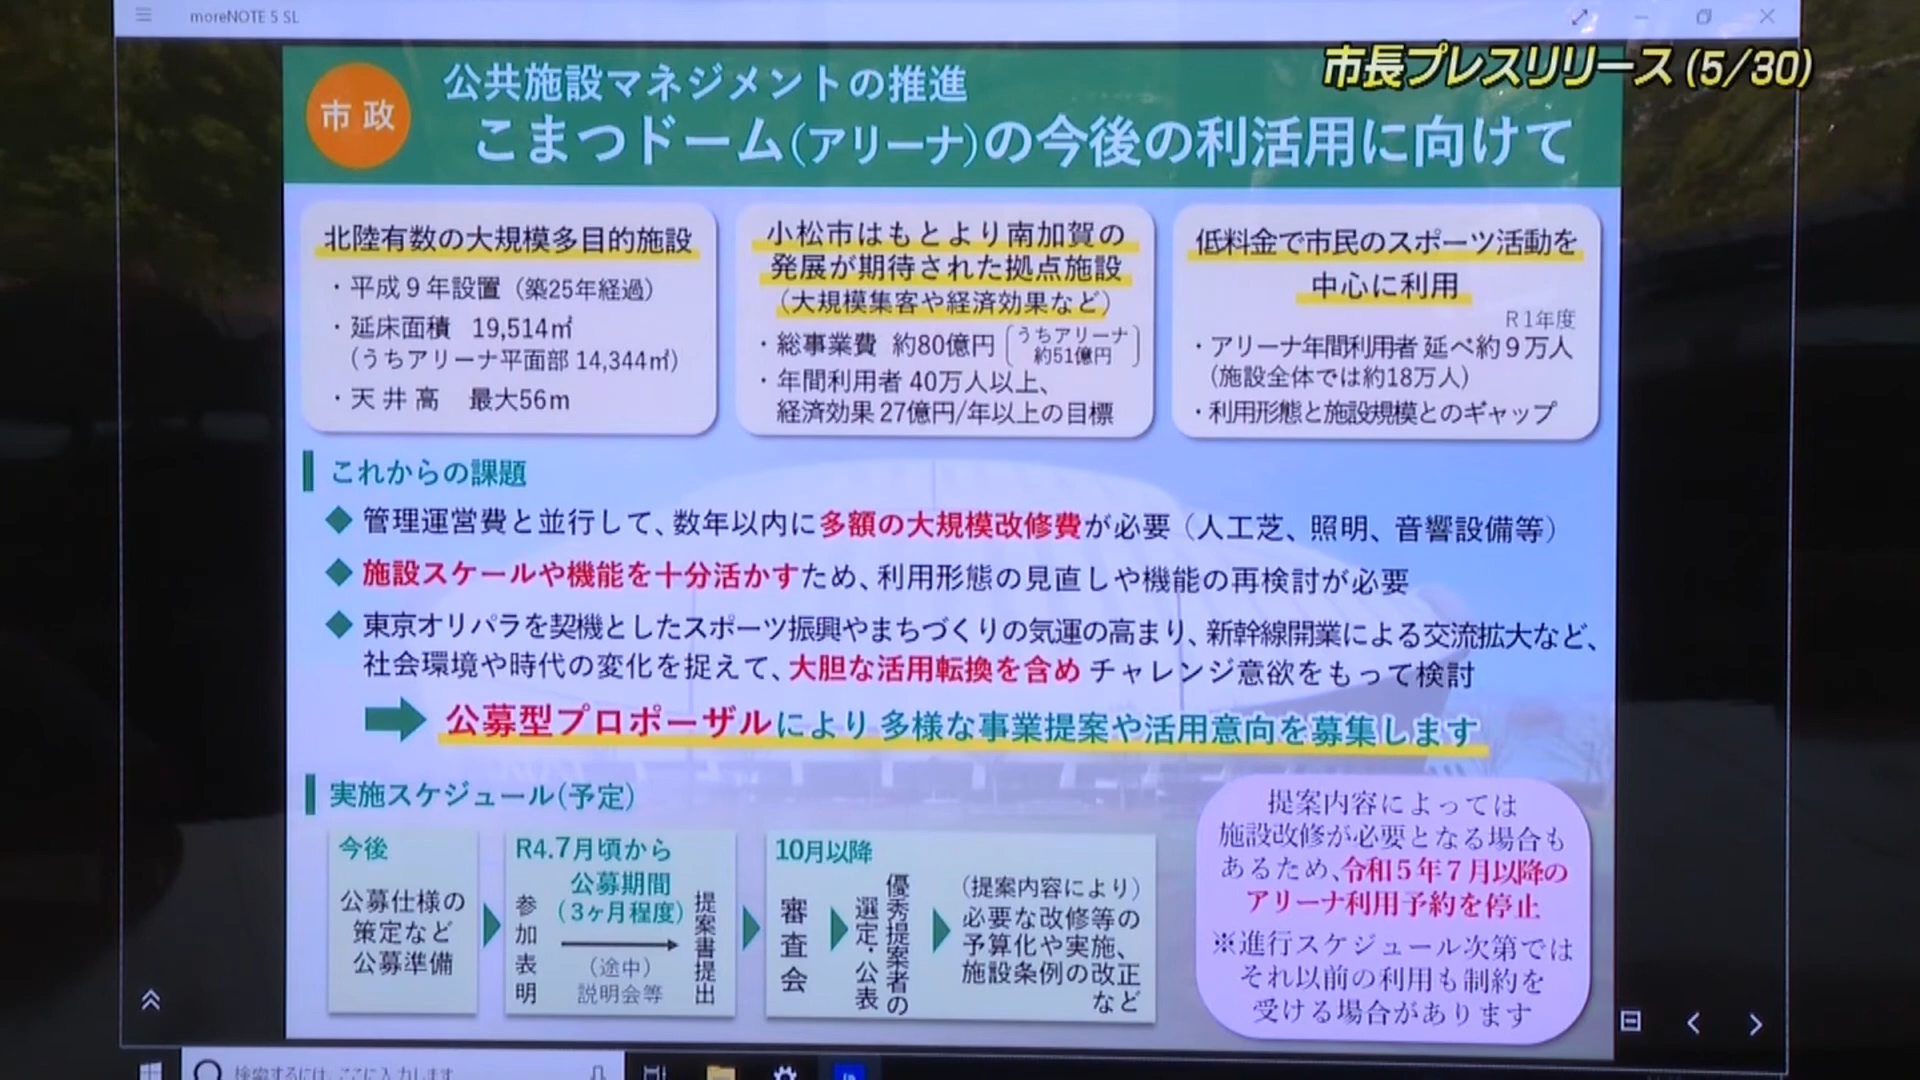 moreNOTE 5 SL
市長プレスリリース(5/30)
市政
公共施設マネジメントの推進
こまつドーム(アリーナ)の今後の利活用に向けて
北陸有数の大規模多目的施設
・平成９年設置（築25年経過）
・延床面積 19,514㎡
（うちアリーナ平面部 14,344㎡）
・天井高 最大56m
小松市はもとより南加賀の
発展が期待された拠点施設
（大規模集客や経済効果など）
・総事業費 約80億円〔うちアリーナ
約51億円〕
・年間利用者 40万人以上、
経済効果 27億円/年以上の目標
低料金で市民のスポーツ活動を
中心に利用
Ｒ1年度
・アリーナ年間利用者 延べ約９万人
（施設全体では約18万人）
・利用形態と施設規模とのギャップ
これからの課題
◆ 管理運営費と並行して、数年以内に多額の大規模改修費が必要（人工芝、照明、音響設備等）
◆ 施設スケールや機能を十分活かすため、利用形態の見直しや機能の再検討が必要
◆ 東京オリパラを契機としたスポーツ振興やまちづくりの気運の高まり、新幹線開業による交流拡大など、
社会環境や時代の変化を捉えて、大胆な活用転換を含め チャレンジ意欲をもって検討
公募型プロポーザルにより 多様な事業提案や活用意向を募集します
実施スケジュール(予定)
今後
公募仕様の
策定など
公募準備
R4.7月頃から
公募期間
（3ヶ月程度）
参加表明
（途中）
説明会等
提案書提出
10月以降
審査会
優秀提案者の
選定・公表
（提案内容により）
必要な改修等の
予算化や実施、
施設条例の改正
など
提案内容によっては
施設改修が必要となる場合も
あるため、令和５年７月以降の
アリーナ利用予約を停止
※進行スケジュール次第では
それ以前の利用も制約を
受ける場合があります
検索するには、ここに入力します